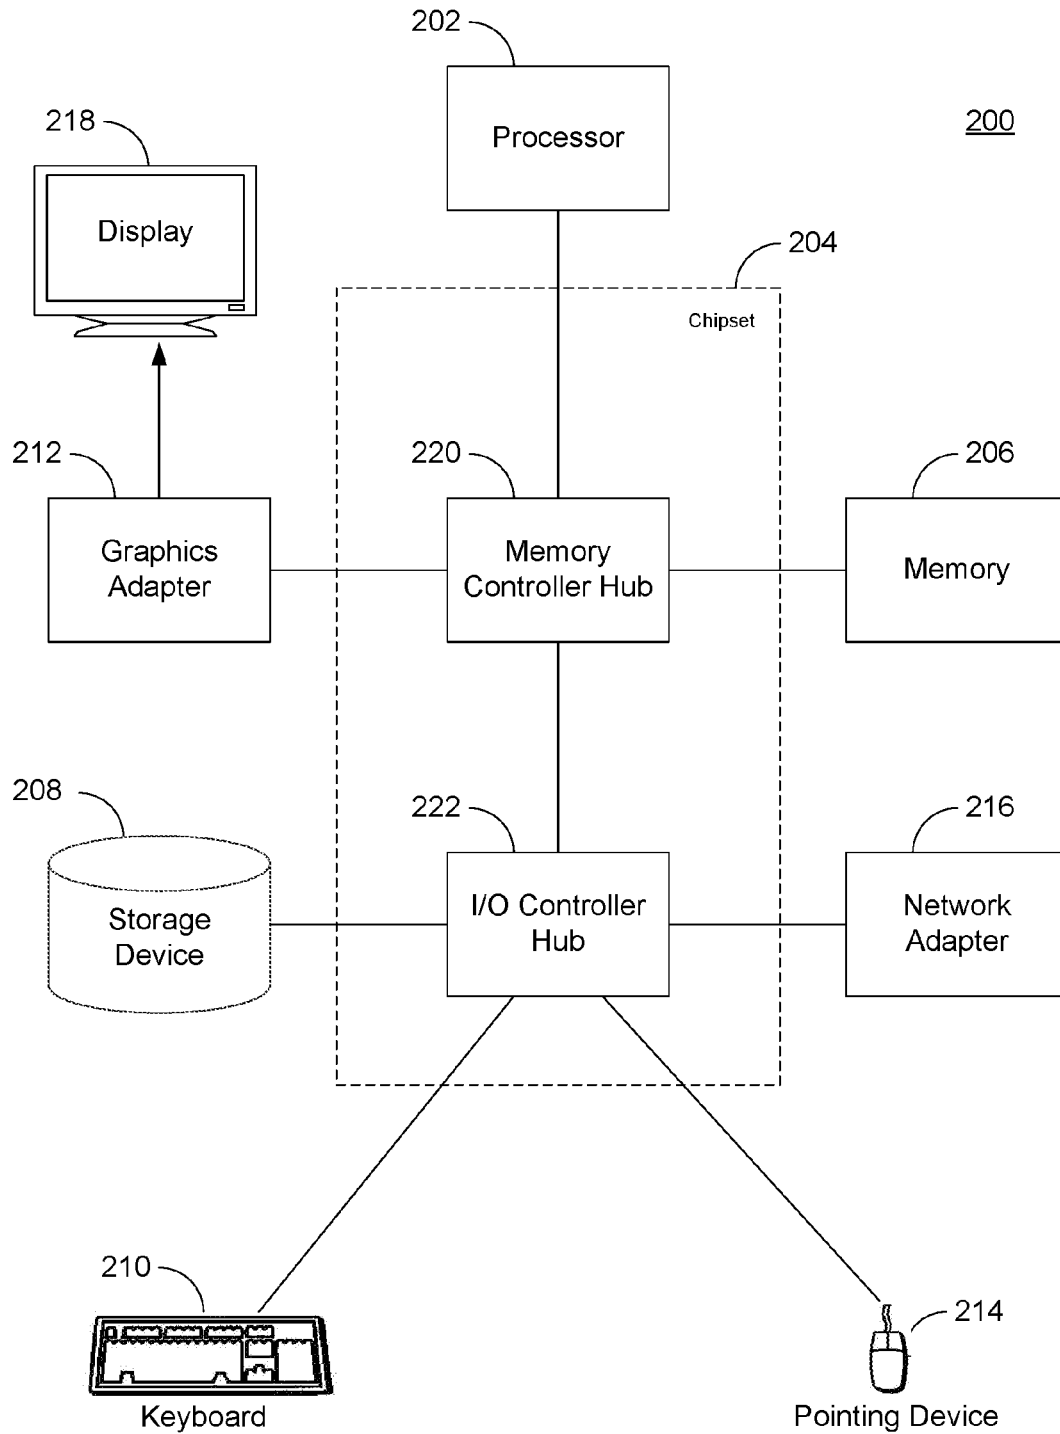 202
Processor
200
218
Display
204
Chipset
212
Graphics
Adapter
220
Memory
Controller Hub
206
Memory
208
Storage
Device
222
I/O Controller
Hub
216
Network
Adapter
210
Keyboard
214
Pointing Device